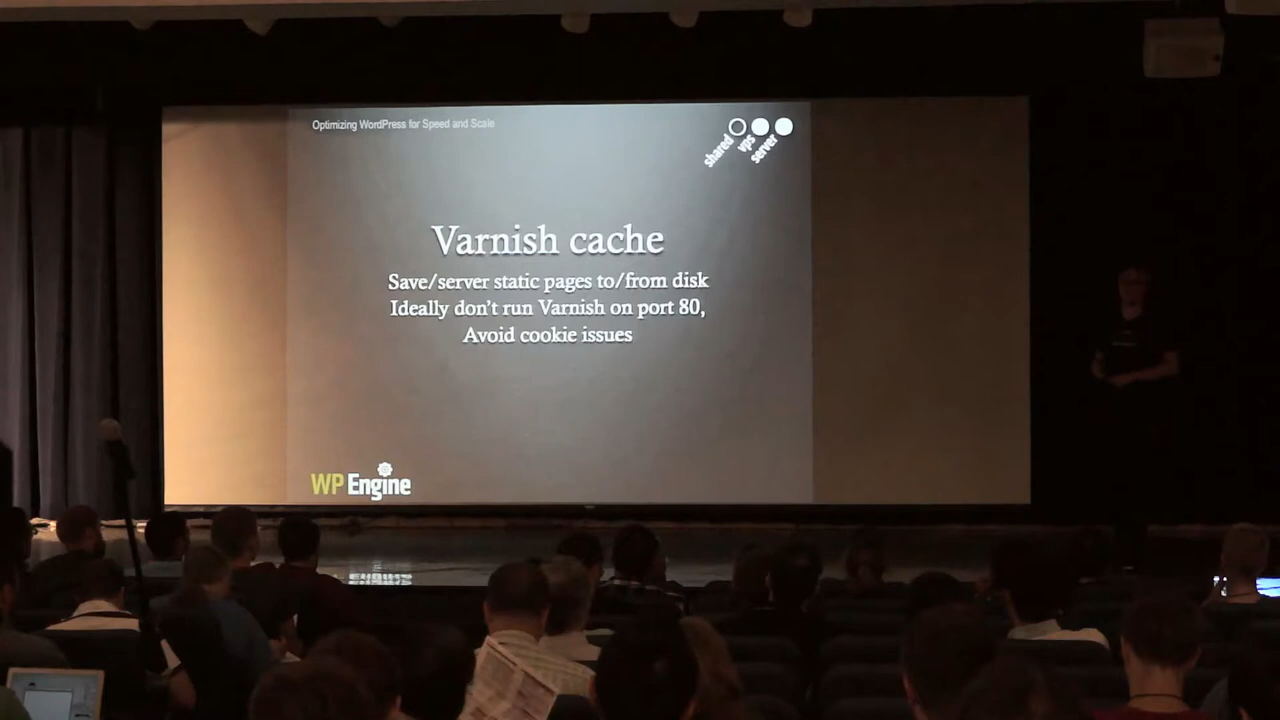 Optimizing WordPress for Speed and Scale
shared
vps
server
Varnish cache
Save/server static pages to/from disk
Ideally don't run Varnish on port 80,
Avoid cookie issues
WP Engine